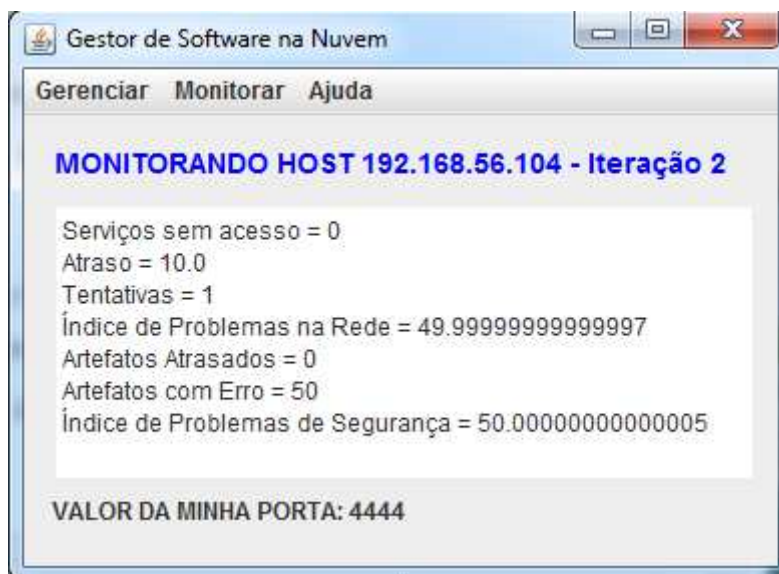 Gestor de Software na Nuvem
Gerenciar Monitorar Ajuda
MONITORANDO HOST 192.168.56.104 - Iteração 2
Serviços sem acesso = 0
Atraso = 10.0
Tentativas = 1
Índice de Problemas na Rede = 49.99999999999997
Artefatos Atrasados = 0
Artefatos com Erro = 50
Índice de Problemas de Segurança = 50.00000000000005
VALOR DA MINHA PORTA: 4444